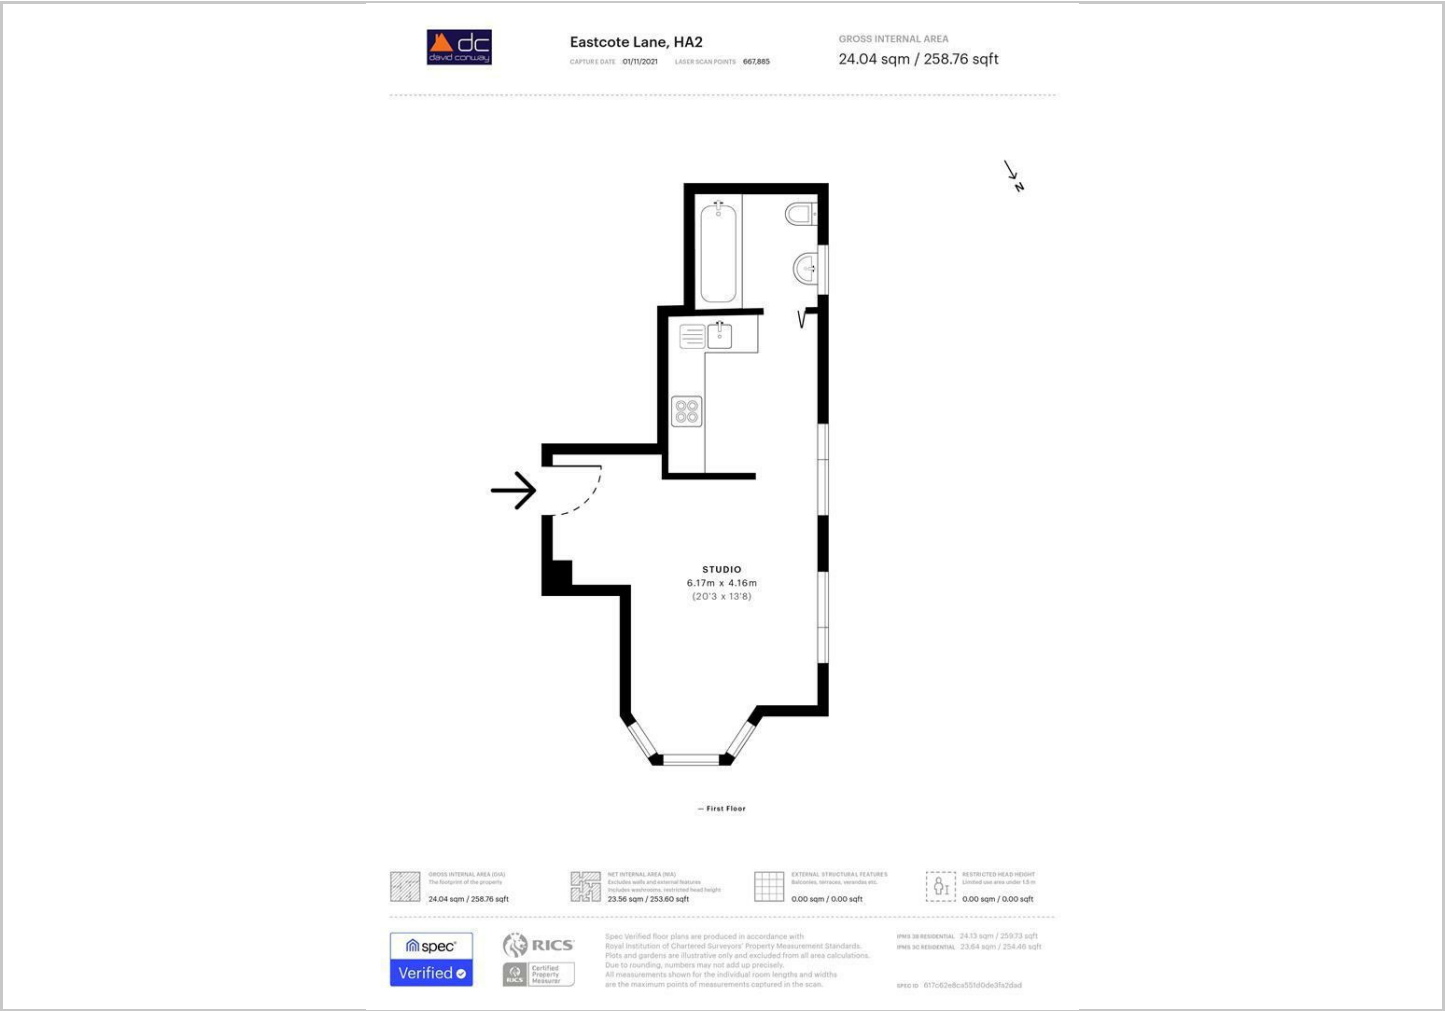 dc
david conway
Eastcote Lane, HA2
CAPTURE DATE 01/11/2021 LASER SCAN POINTS 667,885
GROSS INTERNAL AREA
24.04 sqm / 258.76 sqft
N
STUDIO
6.17m x 4.16m
(20'3 x 13'8)
— First Floor
GROSS INTERNAL AREA (GIA)
The footprint of the property
24.04 sqm / 258.76 sqft
NET INTERNAL AREA (NIA)
Excludes walls and external features
Includes washrooms, restricted head height
23.56 sqm / 253.60 sqft
EXTERNAL STRUCTURAL FEATURES
Balconies, terraces, verandas etc.
0.00 sqm / 0.00 sqft
RESTRICTED HEAD HEIGHT
Limited use area under 1.5 m
0.00 sqm / 0.00 sqft
spec
Verified
RICS
RICS
Certified
Property
Measurer
Spec Verified floor plans are produced in accordance with
Royal Institution of Chartered Surveyors' Property Measurement Standards.
Plots and gardens are illustrative only and excluded from all area calculations.
Due to rounding, numbers may not add up precisely.
All measurements shown for the individual room lengths and widths
are the maximum points of measurements captured in the scan.
IPMS 3B RESIDENTIAL 24.13 sqm / 259.73 sqft
IPMS 3C RESIDENTIAL 23.64 sqm / 254.46 sqft
SPEC ID